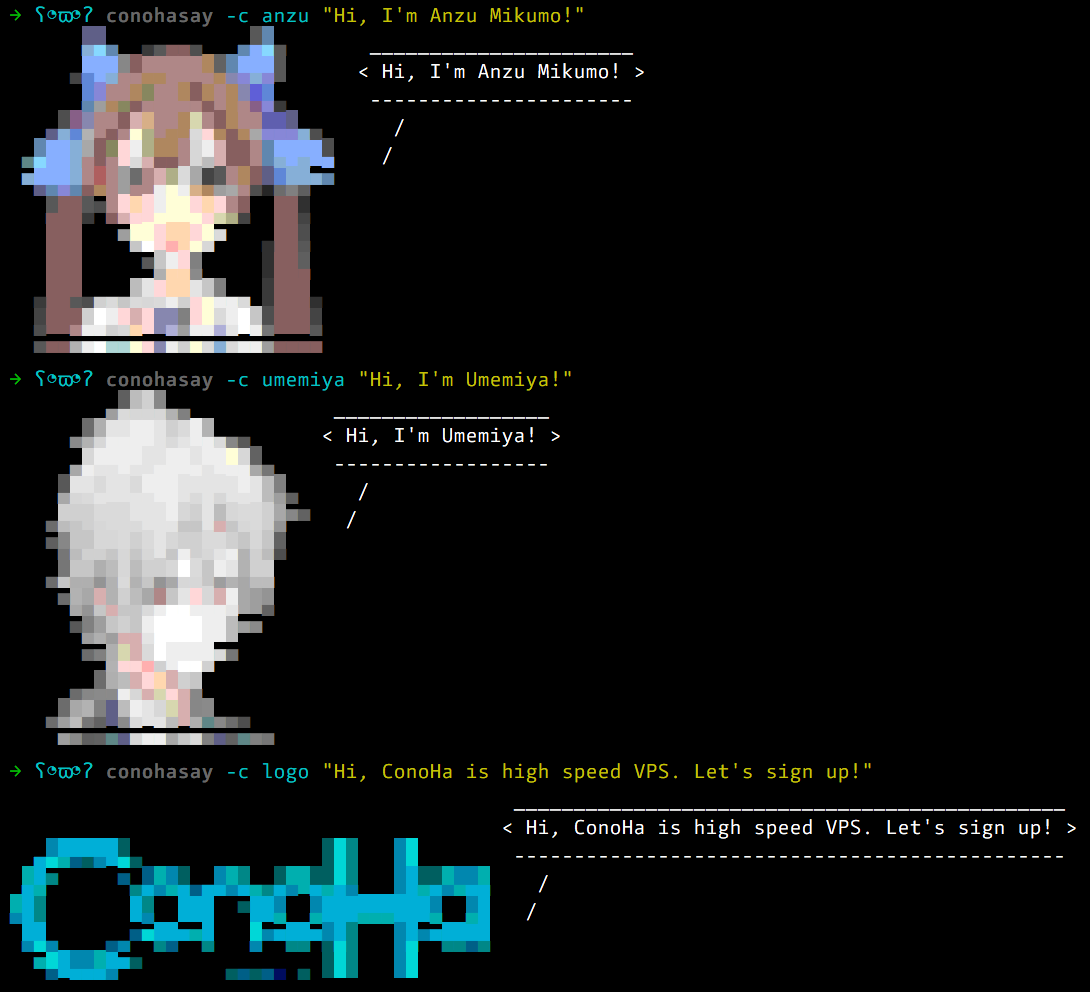 → ʕ◔ϖ◔ʔ conohasay -c anzu "Hi, I'm Anzu Mikumo!"
______________________
< Hi, I'm Anzu Mikumo! >
----------------------
/
/
→ ʕ◔ϖ◔ʔ conohasay -c umemiya "Hi, I'm Umemiya!"
__________________
< Hi, I'm Umemiya! >
------------------
/
/
→ ʕ◔ϖ◔ʔ conohasay -c logo "Hi, ConoHa is high speed VPS. Let's sign up!"
______________________________________________
< Hi, ConoHa is high speed VPS. Let's sign up! >
----------------------------------------------
/
/
ConoHa